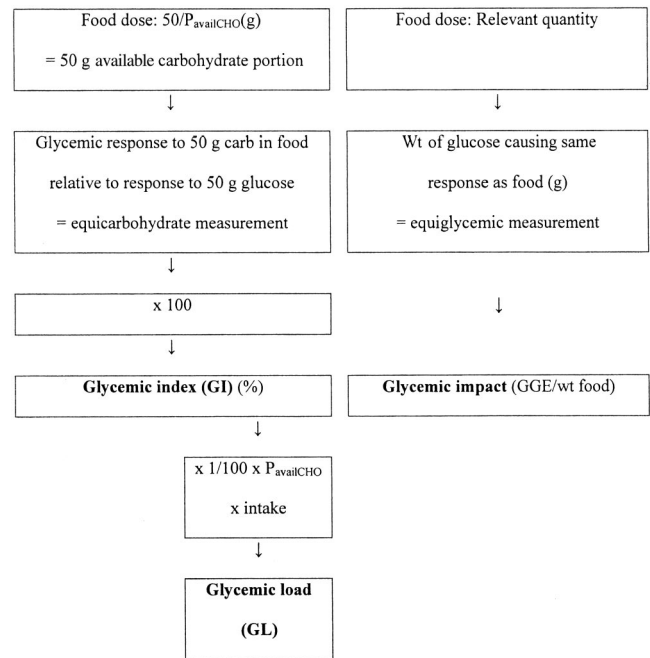 Food dose: 50/PavailCHO(g)
= 50 g available carbohydrate portion
↓
Glycemic response to 50 g carb in food
relative to response to 50 g glucose
= equicarbohydrate measurement
↓
x 100
↓
Glycemic index (GI) (%)
↓
x 1/100 x PavailCHO
x intake
↓
Glycemic load
(GL)
Food dose: Relevant quantity
↓
Wt of glucose causing same
response as food (g)
= equiglycemic measurement
↓
Glycemic impact (GGE/wt food)